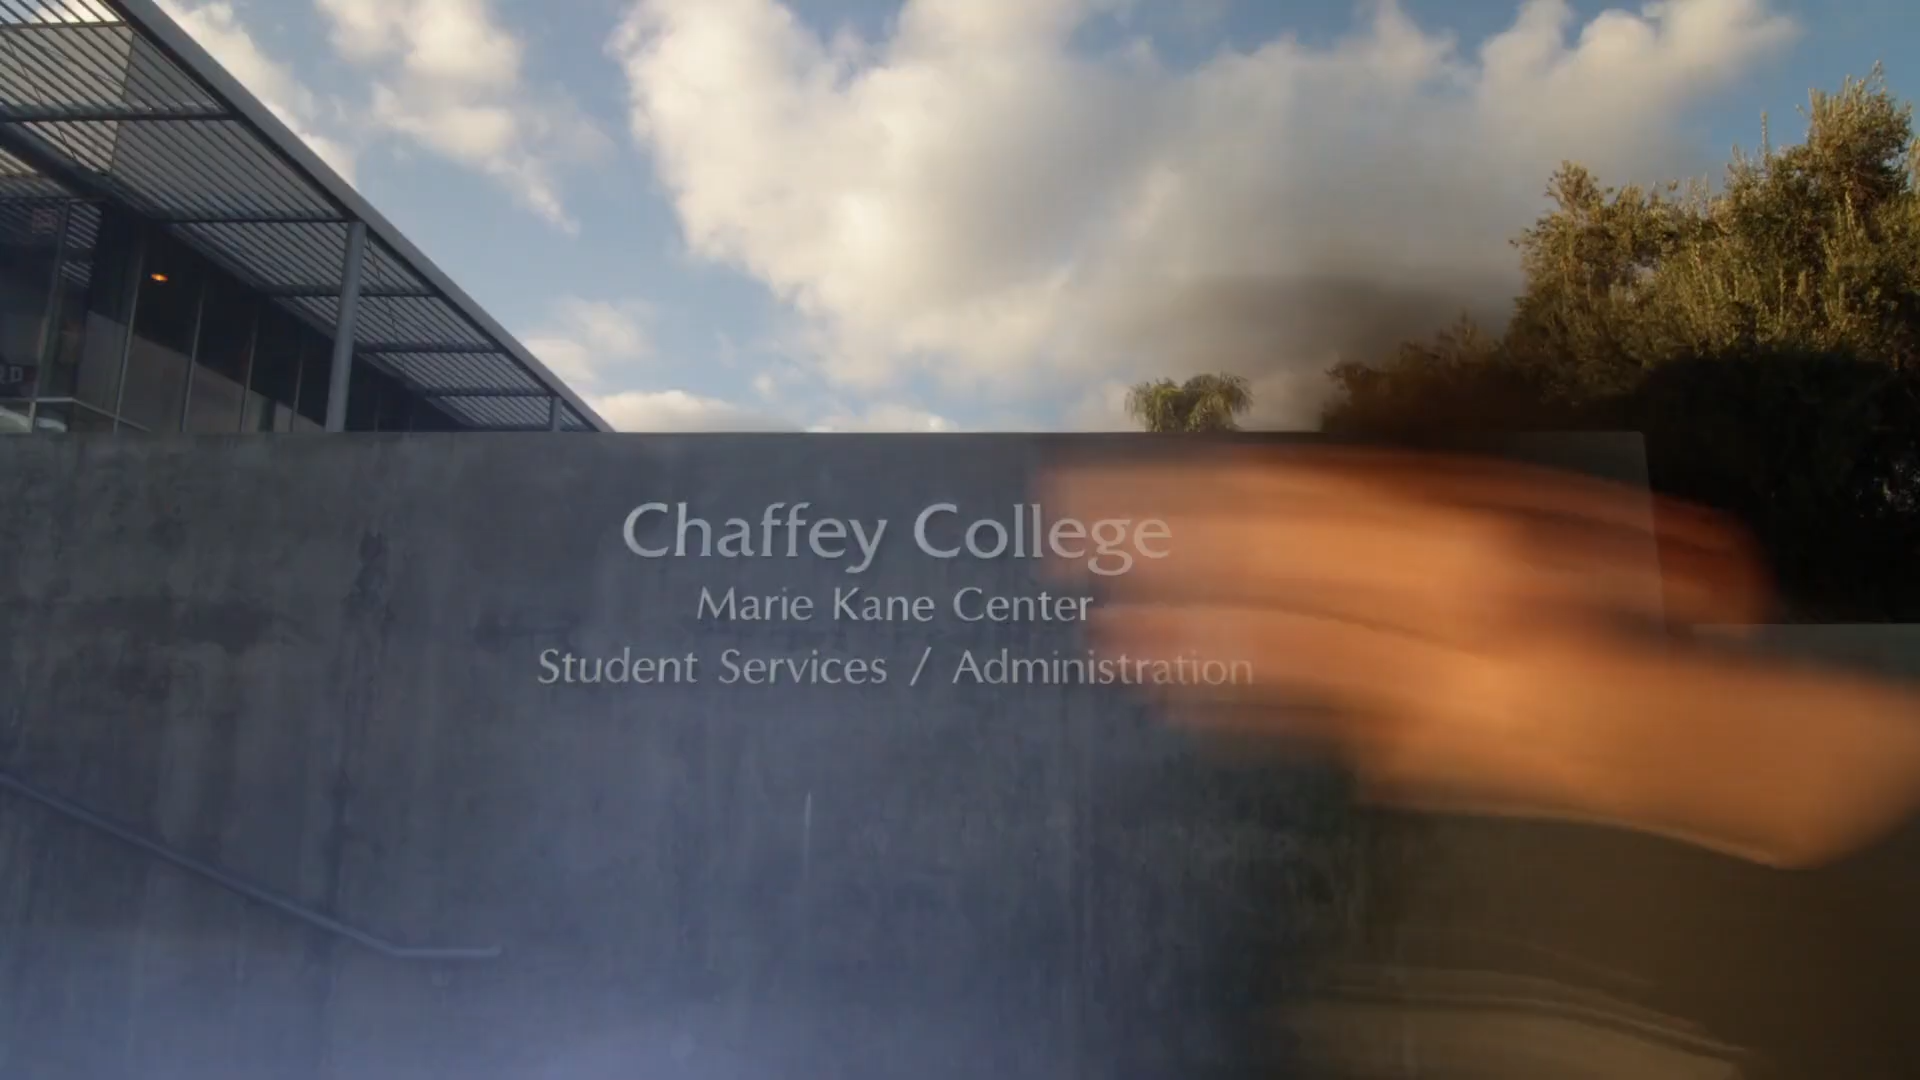 Chaffey College
Marie Kane Center
Student Services / Administration